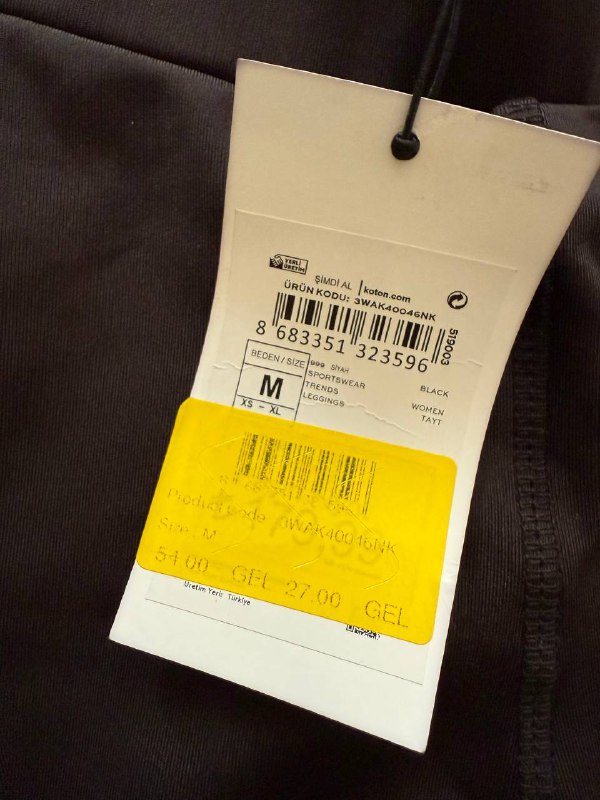 YERLİ
ÜRETİM
ŞİMDİ AL | koton.com
ÜRÜN KODU: 3WAK40046NK
519003
8 683351 323596
BEDEN / SIZE
M
XS - XL
999 SİYAH
BLACK
SPORTSWEAR
TRENDS
WOMEN
LEGGINGS
TAYT
Product code 3WAK40046NK
Size M
54.00 GEL 27.00 GEL
Üretim Yeri: Türkiye